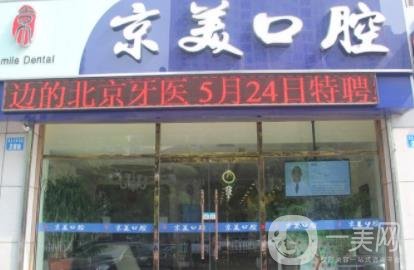 京美口腔
mile Dental
边的北京牙医 5月24日特聘
京美口腔 京美口腔
一美网